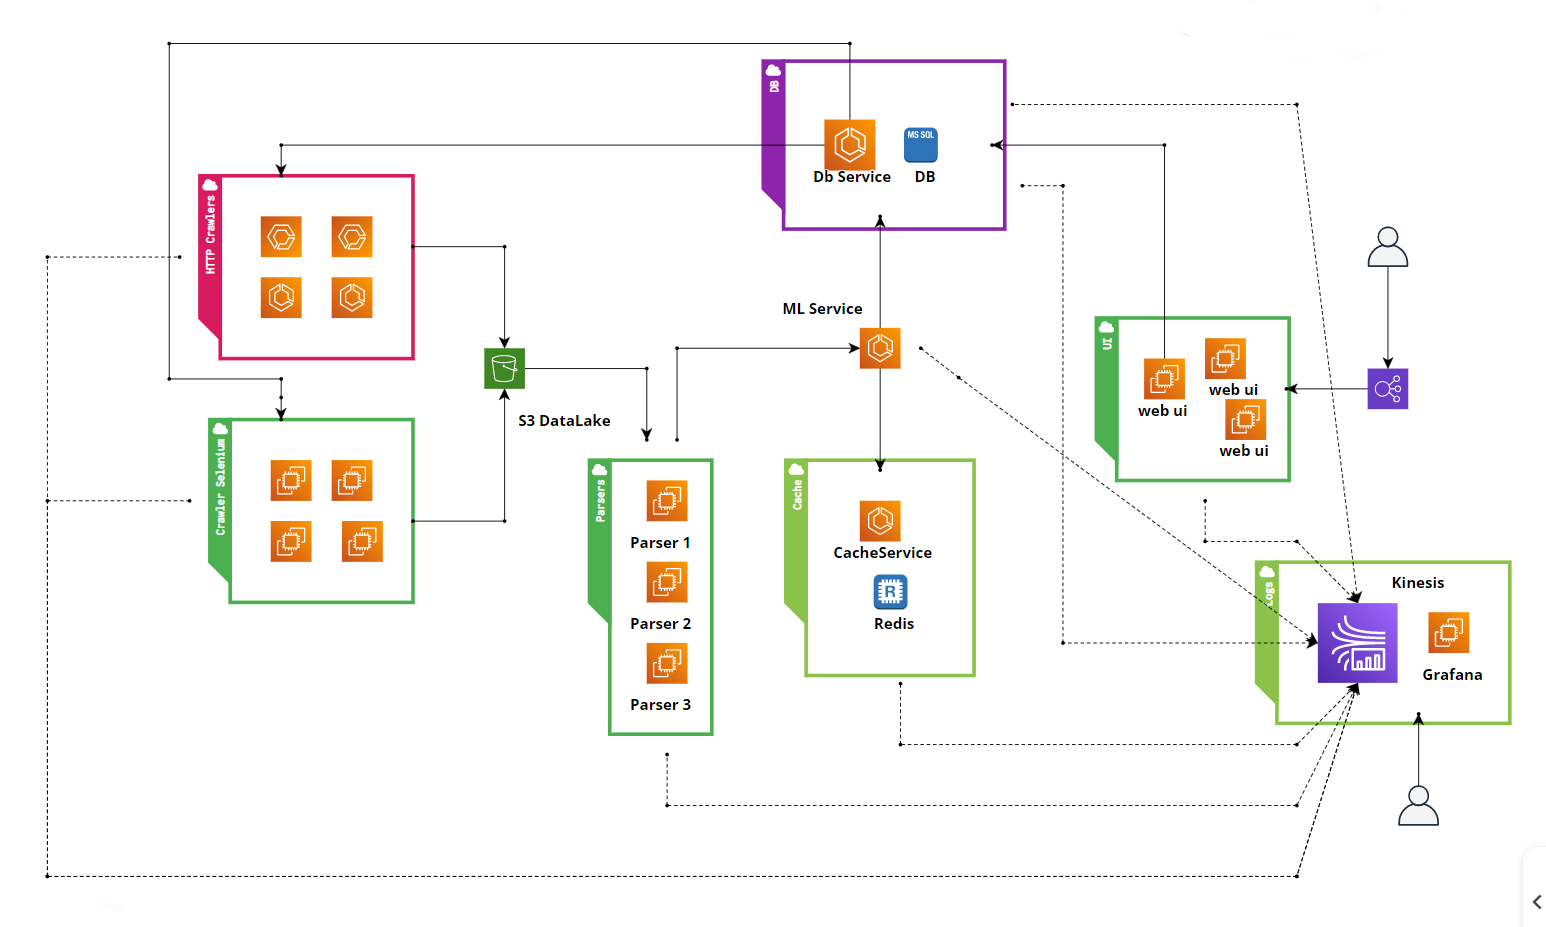 DB
MS SQL
Db Service
DB
HTTP Crawlers
ML Service
UI
web ui
web ui
web ui
S3 DataLake
Crawler Selenium
Parsers
Parser 1
Parser 2
Parser 3
Cache
CacheService
R
Redis
Logs
Kinesis
Grafana